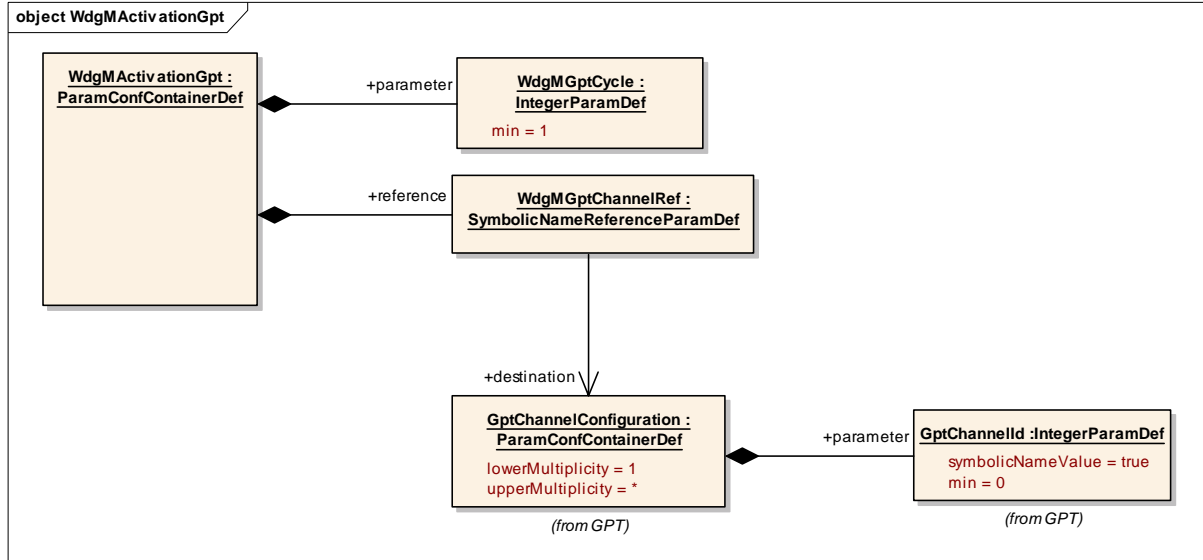 object WdgMActivationGpt
WdgMActivationGpt :
ParamConfContainerDef
+parameter
WdgMGptCycle :
IntegerParamDef
min = 1
+reference
WdgMGptChannelRef :
SymbolicNameReferenceParamDef
+destination
GptChannelConfiguration :
ParamConfContainerDef
lowerMultiplicity = 1
upperMultiplicity = *
(from GPT)
+parameter
GptChannelId :IntegerParamDef
symbolicNameValue = true
min = 0
(from GPT)